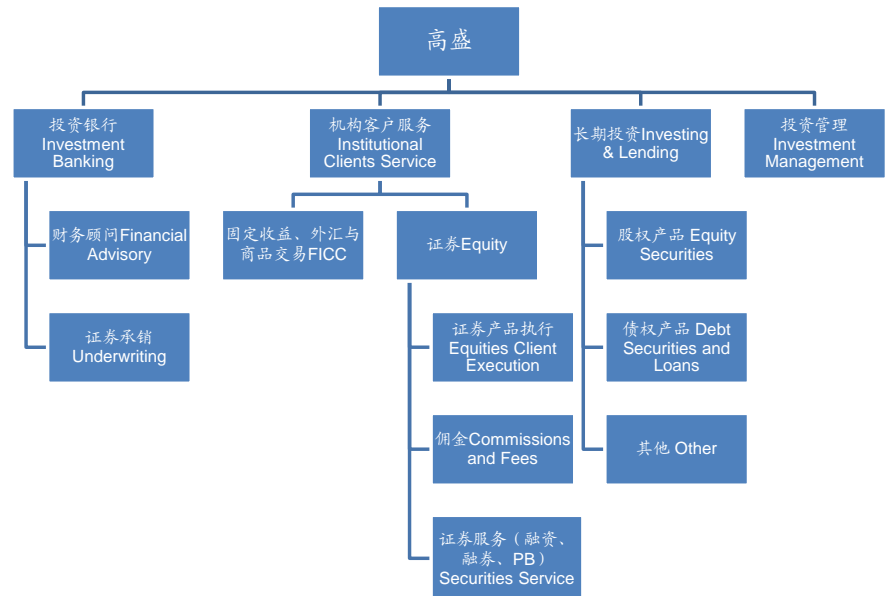 高盛
投资银行
Investment
Banking
机构客户服务
Institutional
Clients Service
长期投资Investing
& Lending
投资管理
Investment
Management
财务顾问Financial
Advisory
固定收益、外汇与
商品交易FICC
证券Equity
股权产品 Equity
Securities
证券承销
Underwriting
证券产品执行
Equities Client
Execution
债权产品 Debt
Securities and
Loans
佣金Commissions
and Fees
其他 Other
证券服务（融资、
融券、PB）
Securities Service